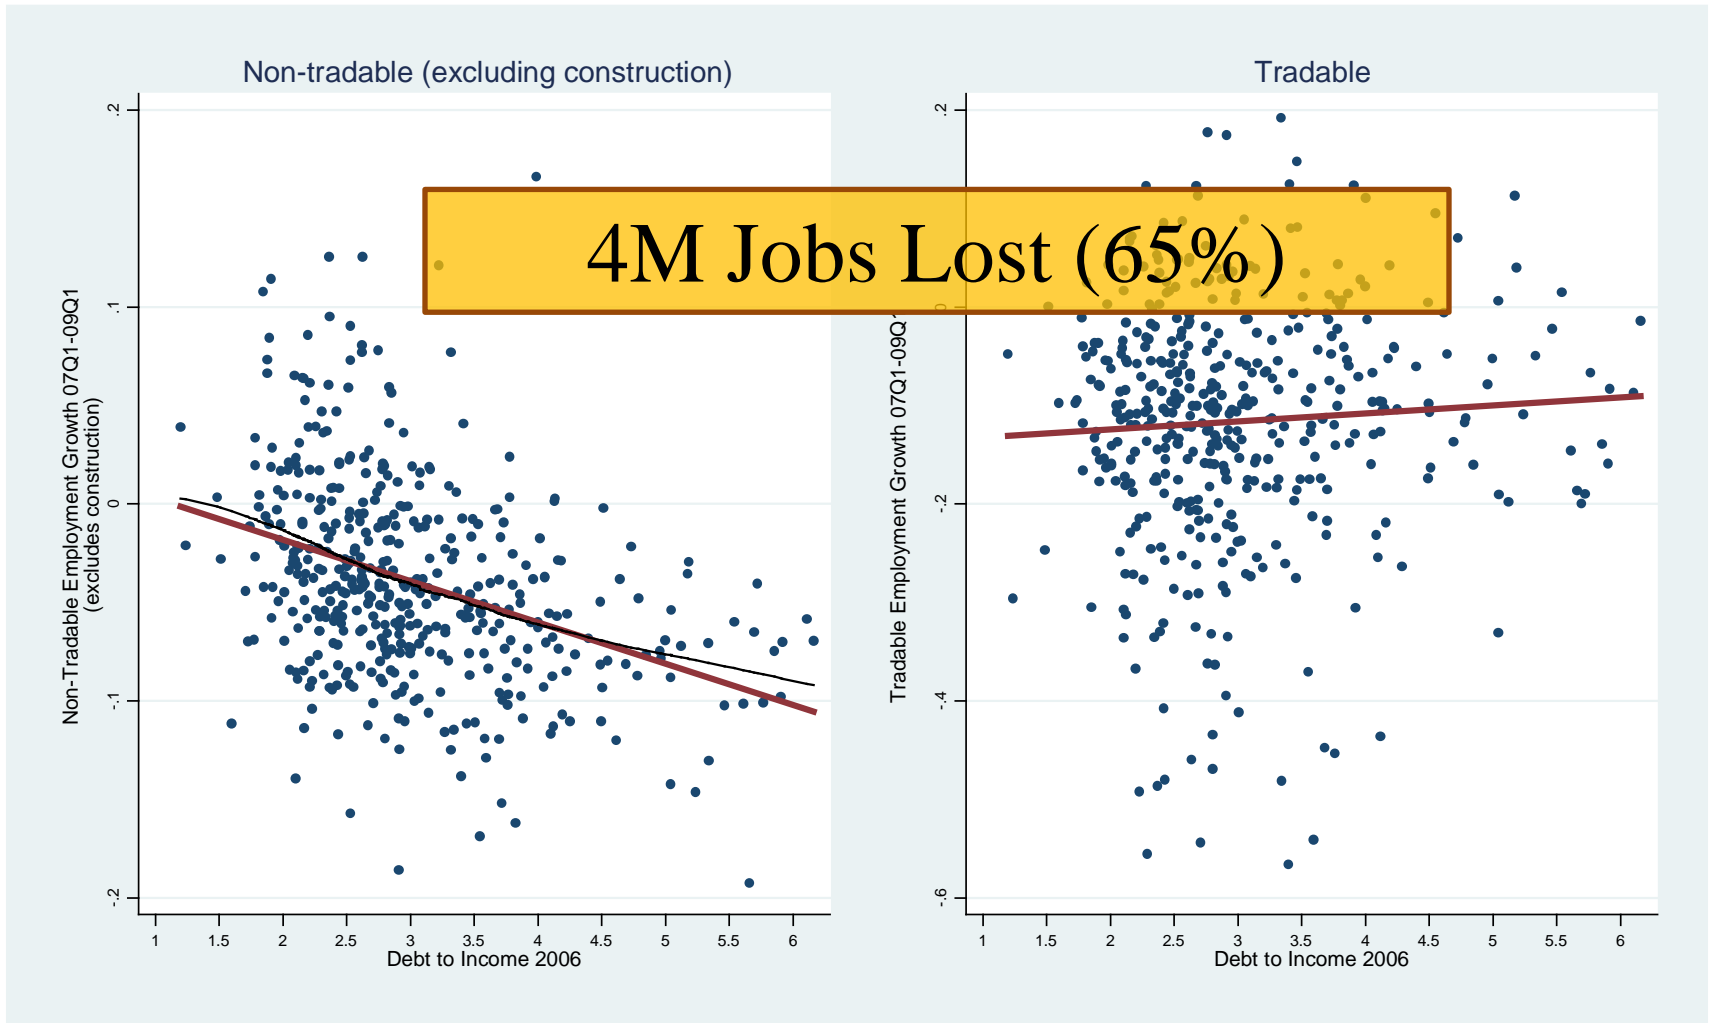 Non-tradable (excluding construction)
Tradable
4M Jobs Lost (65%)
Non-Tradable Employment Growth 07Q1-09Q1
(excludes construction)
.2
.1
0
-.1
-.2
1 1.5 2 2.5 3 3.5 4 4.5 5 5.5 6
Debt to Income 2006
Tradable Employment Growth 07Q1-09Q1
.2
0
-.2
-.4
-.6
1 1.5 2 2.5 3 3.5 4 4.5 5 5.5 6
Debt to Income 2006